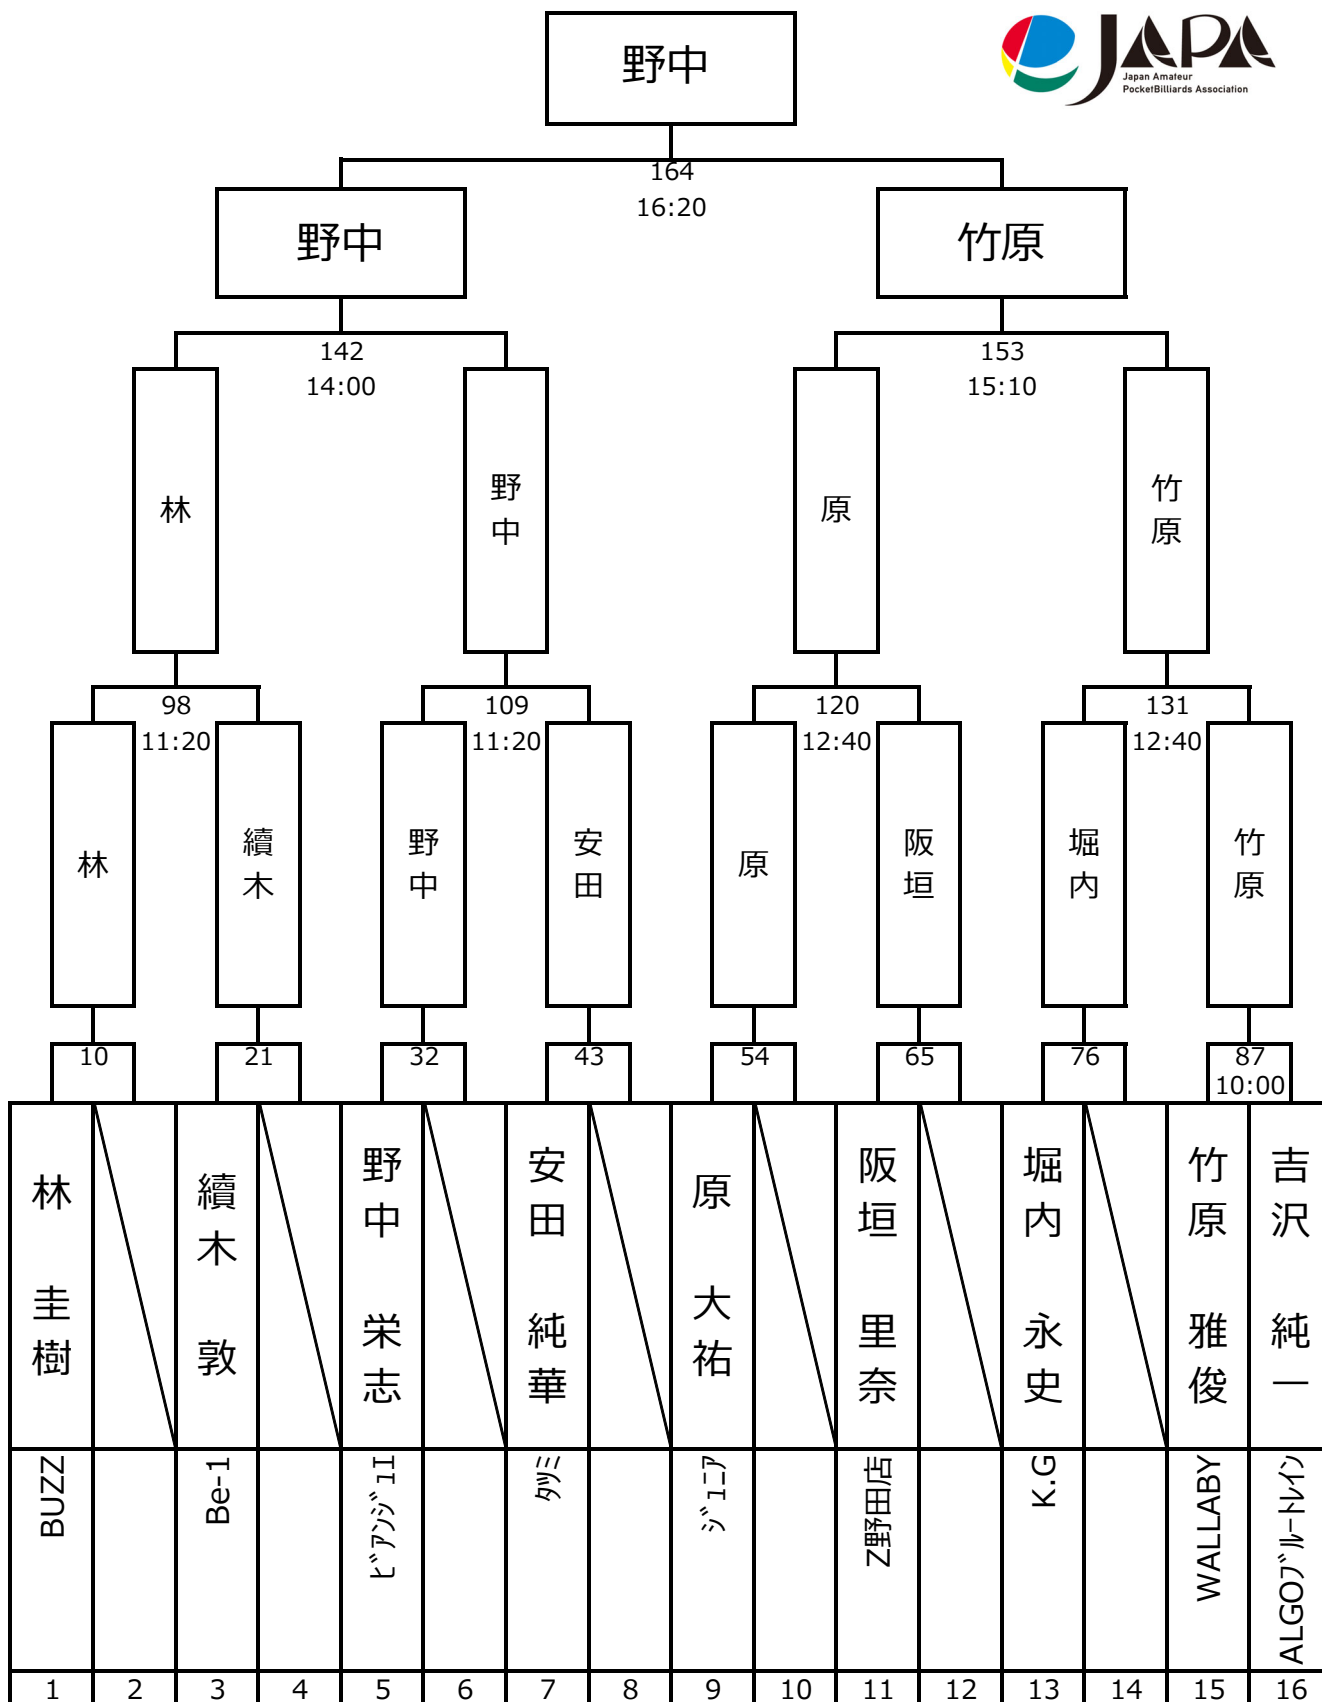 野中
JAPA
Japan Amateur
PocketBilliards Association
164
16:20
野中
竹原
142
14:00
153
15:10
林
野中
原
竹原
98
11:20
109
11:20
120
12:40
131
12:40
林
續木
野中
安田
原
阪垣
堀内
竹原
10
21
32
43
54
65
76
87
10:00
林 圭樹
續木 敦
野中 栄志
安田 純華
原 大祐
阪垣 里奈
堀内 永史
竹原 雅俊
吉沢 純一
BUZZ
Be-1
ﾋﾞｱﾝｼﾞｭｴ
ﾀﾂﾐ
ｼﾞｭﾆｱ
Z野田店
K.G
WALLABY
ALGOﾌﾞﾙｰﾄﾚｲﾝ
1 2 3 4 5 6 7 8 9 10 11 12 13 14 15 16